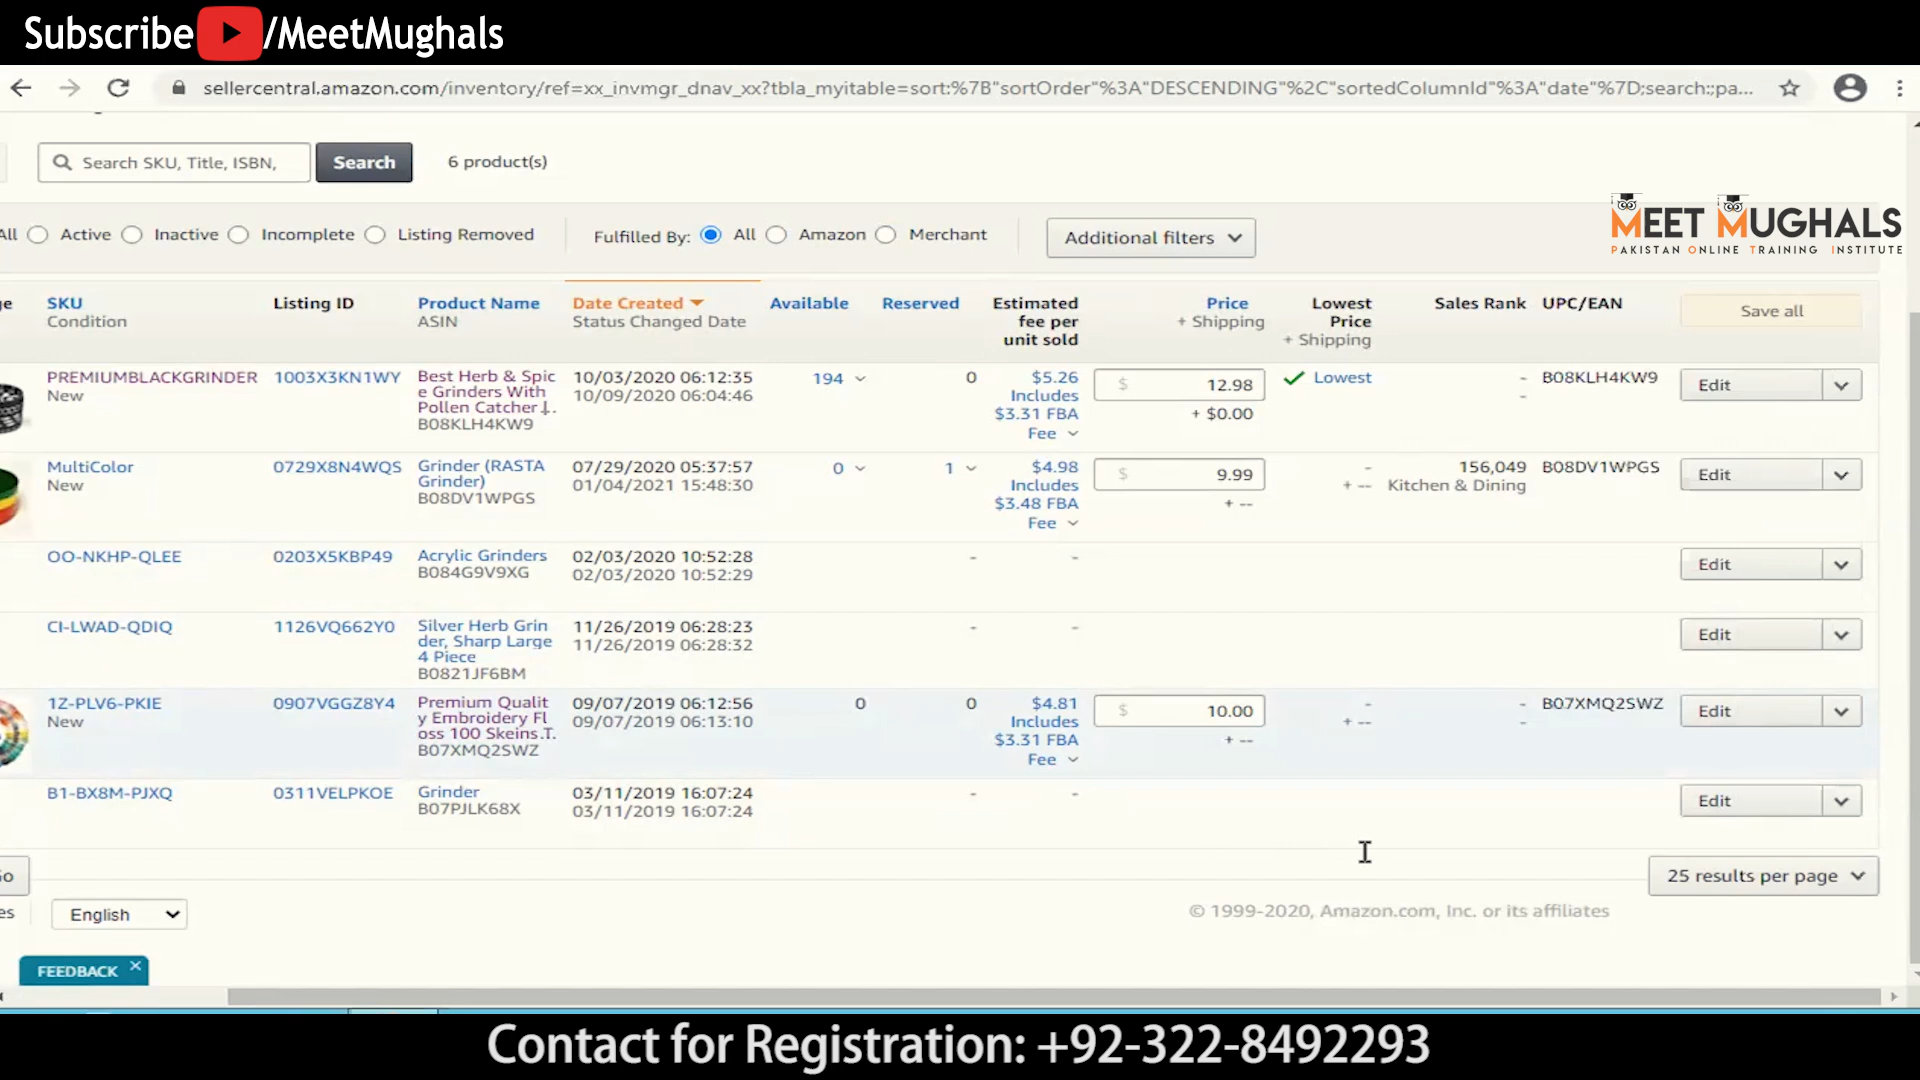 Subscribe /MeetMughals
sellercentral.amazon.com/inventory/ref=xx_invmgr_dnav_xx?tbla_myitable=sort:%7B"sortOrder"%3A"DESCENDING"%2C"sortedColumnId"%3A"date"%7D;search:;pa...
Search SKU, Title, ISBN, Search 6 product(s)
MEET MUGHALS
PAKISTAN ONLINE TRAINING INSTITUTE
All Active Inactive Incomplete Listing Removed Fulfilled By: All Amazon Merchant Additional filters
SKU Listing ID Product Name Date Created Available Reserved Estimated Price Lowest Sales Rank UPC/EAN Save all
Condition ASIN Status Changed Date fee per + Shipping Price
unit sold + Shipping
PREMIUMBLACKGRINDER 1003X3KN1WY Best Herb & Spic 10/03/2020 06:12:35 194 0 $5.26 $ 12.98 Lowest - B08KLH4KW9 Edit
New e Grinders With 10/09/2020 06:04:46 Includes -
Pollen Catcher $3.31 FBA + $0.00
B08KLH4KW9 Fee
MultiColor 0729X8N4WQS Grinder (RASTA 07/29/2020 05:37:57 0 1 $4.98 $ 9.99 - 156,049 B08DV1WPGS Edit
New Grinder) 01/04/2021 15:48:30 Includes + -- Kitchen & Dining
B08DV1WPGS $3.48 FBA + --
Fee
OO-NKHP-QLEE 0203X5KBP49 Acrylic Grinders 02/03/2020 10:52:28 - - Edit
B084G9V9XG 02/03/2020 10:52:29
CI-LWAD-QDIQ 1126VQ662Y0 Silver Herb Grin 11/26/2019 06:28:23 - - Edit
der, Sharp Large 11/26/2019 06:28:32
4 Piece
B0821JF6BM
1Z-PLV6-PKIE 0907VGGZ8Y4 Premium Qualit 09/07/2019 06:12:56 0 0 $4.81 $ 10.00 - - B07XMQ2SWZ Edit
New y Embroidery Fl 09/07/2019 06:13:10 Includes + -- -
oss 100 Skeins.T. $3.31 FBA + --
B07XMQ2SWZ Fee
B1-BX8M-PJXQ 0311VELPKOE Grinder 03/11/2019 16:07:24 - - Edit
B07PJLK68X 03/11/2019 16:07:24
25 results per page
English © 1999-2020, Amazon.com, Inc. or its affiliates
FEEDBACK
Contact for Registration: +92-322-8492293